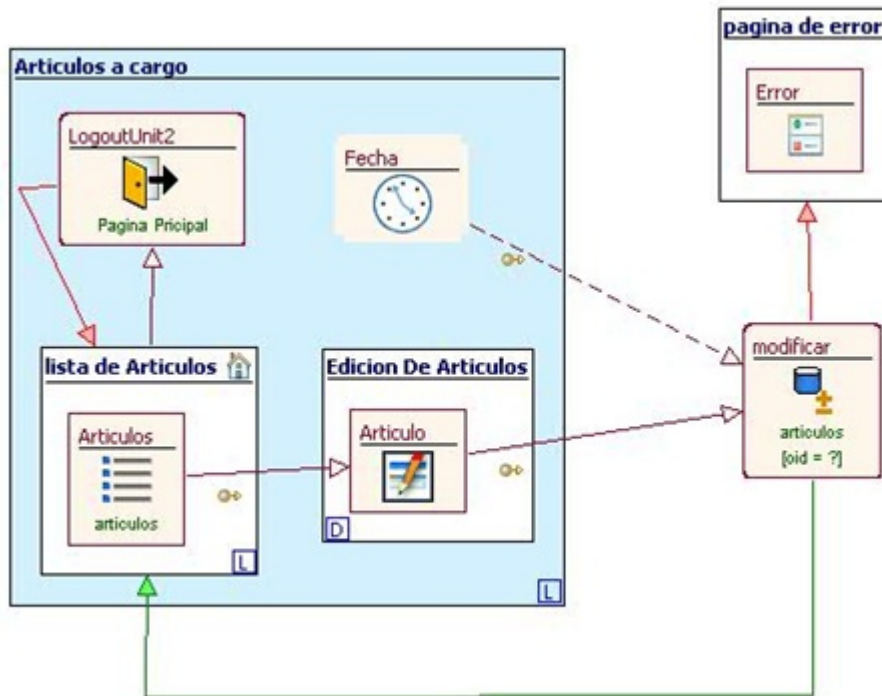 pagina de error
Error
Articulos a cargo
LogoutUnit2
Pagina Pricipal
Fecha
modificar
articulos
[oid = ?]
lista de Articulos
Articulos
articulos
L
Edicion De Articulos
Articulo
D
L